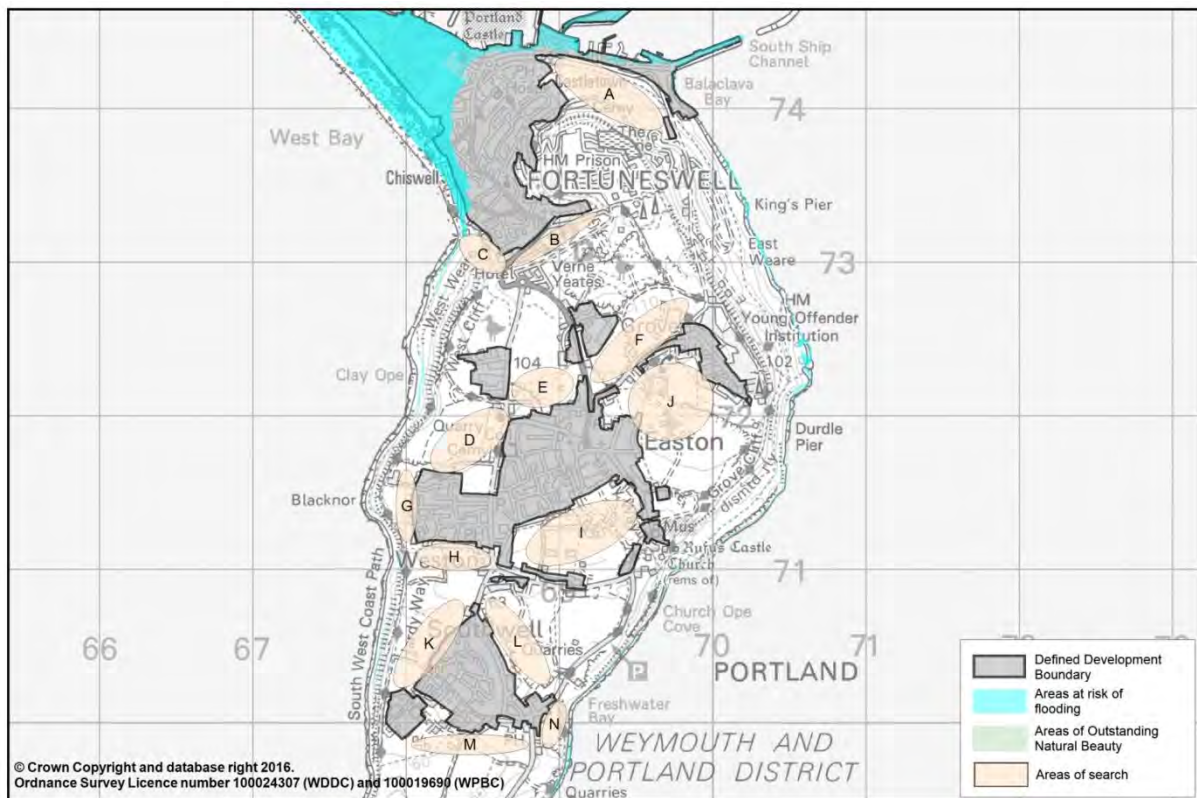 Portland
Castle
South Ship
Channel
A
Balaclava
Bay
74
West Bay
HM Prison
Chiswell
FORTUNESWELL
King's Pier
B
East
Weare
C
73
Hotel
Verne
Yeates
West Weare
West Cliff
HM
Young Offender
Institution
Grove
F
104
102
Clay Ope
E
J
72
D
Easton
Durdle
Pier
Grove Cliff
dismtd rly
Blacknor
G
I
Mus
Rufus Castle
Church
(rems of)
H
Weston
71
South West Coast Path
Church Ope
Cove
K
Southwell
L
Quarries
66
67
70
P
PORTLAND
Freshwater
Bay
N
M
WEYMOUTH AND
PORTLAND DISTRICT
Quarries
Defined Development
Boundary
Areas at risk of
flooding
Areas of Outstanding
Natural Beauty
Areas of search
© Crown Copyright and database right 2016.
Ordnance Survey Licence number 100024307 (WDDC) and 100019690 (WPBC)